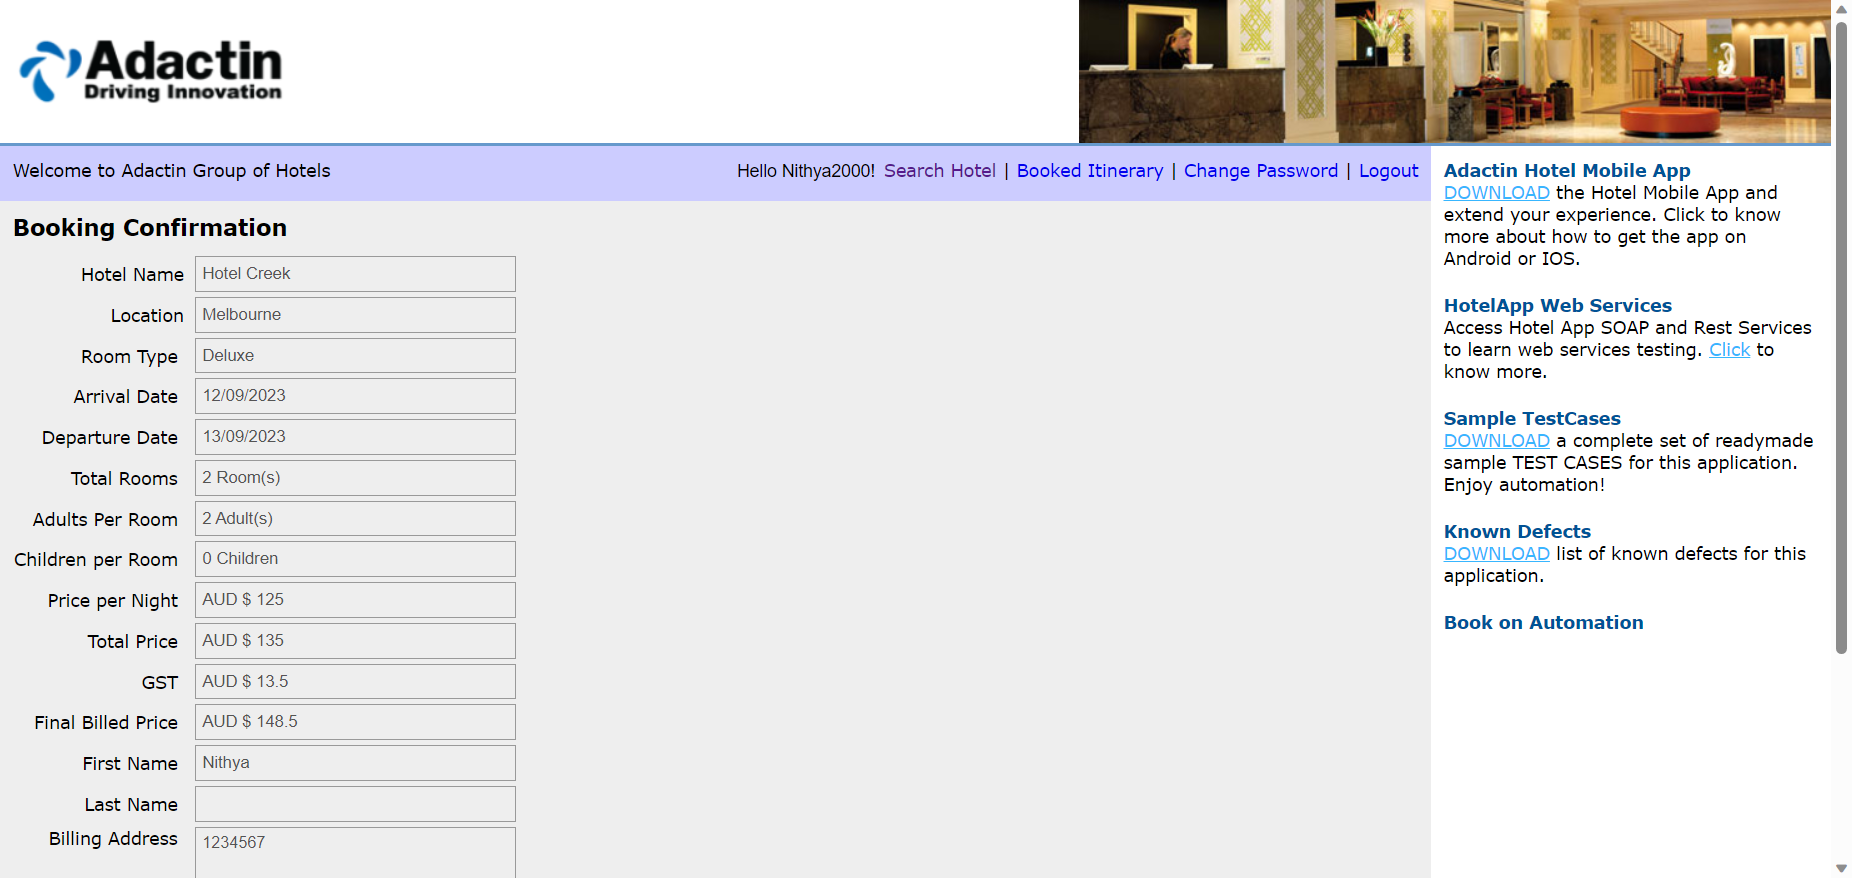 Adactin
Driving Innovation
Welcome to Adactin Group of Hotels
Hello Nithya2000! Search Hotel | Booked Itinerary | Change Password | Logout
Booking Confirmation
Hotel Name Hotel Creek
Location Melbourne
Room Type Deluxe
Arrival Date 12/09/2023
Departure Date 13/09/2023
Total Rooms 2 Room(s)
Adults Per Room 2 Adult(s)
Children per Room 0 Children
Price per Night AUD $ 125
Total Price AUD $ 135
GST AUD $ 13.5
Final Billed Price AUD $ 148.5
First Name Nithya
Last Name
Billing Address 1234567
Adactin Hotel Mobile App
DOWNLOAD the Hotel Mobile App and
extend your experience. Click to know
more about how to get the app on
Android or IOS.
HotelApp Web Services
Access Hotel App SOAP and Rest Services
to learn web services testing. Click to
know more.
Sample TestCases
DOWNLOAD a complete set of readymade
sample TEST CASES for this application.
Enjoy automation!
Known Defects
DOWNLOAD list of known defects for this
application.
Book on Automation